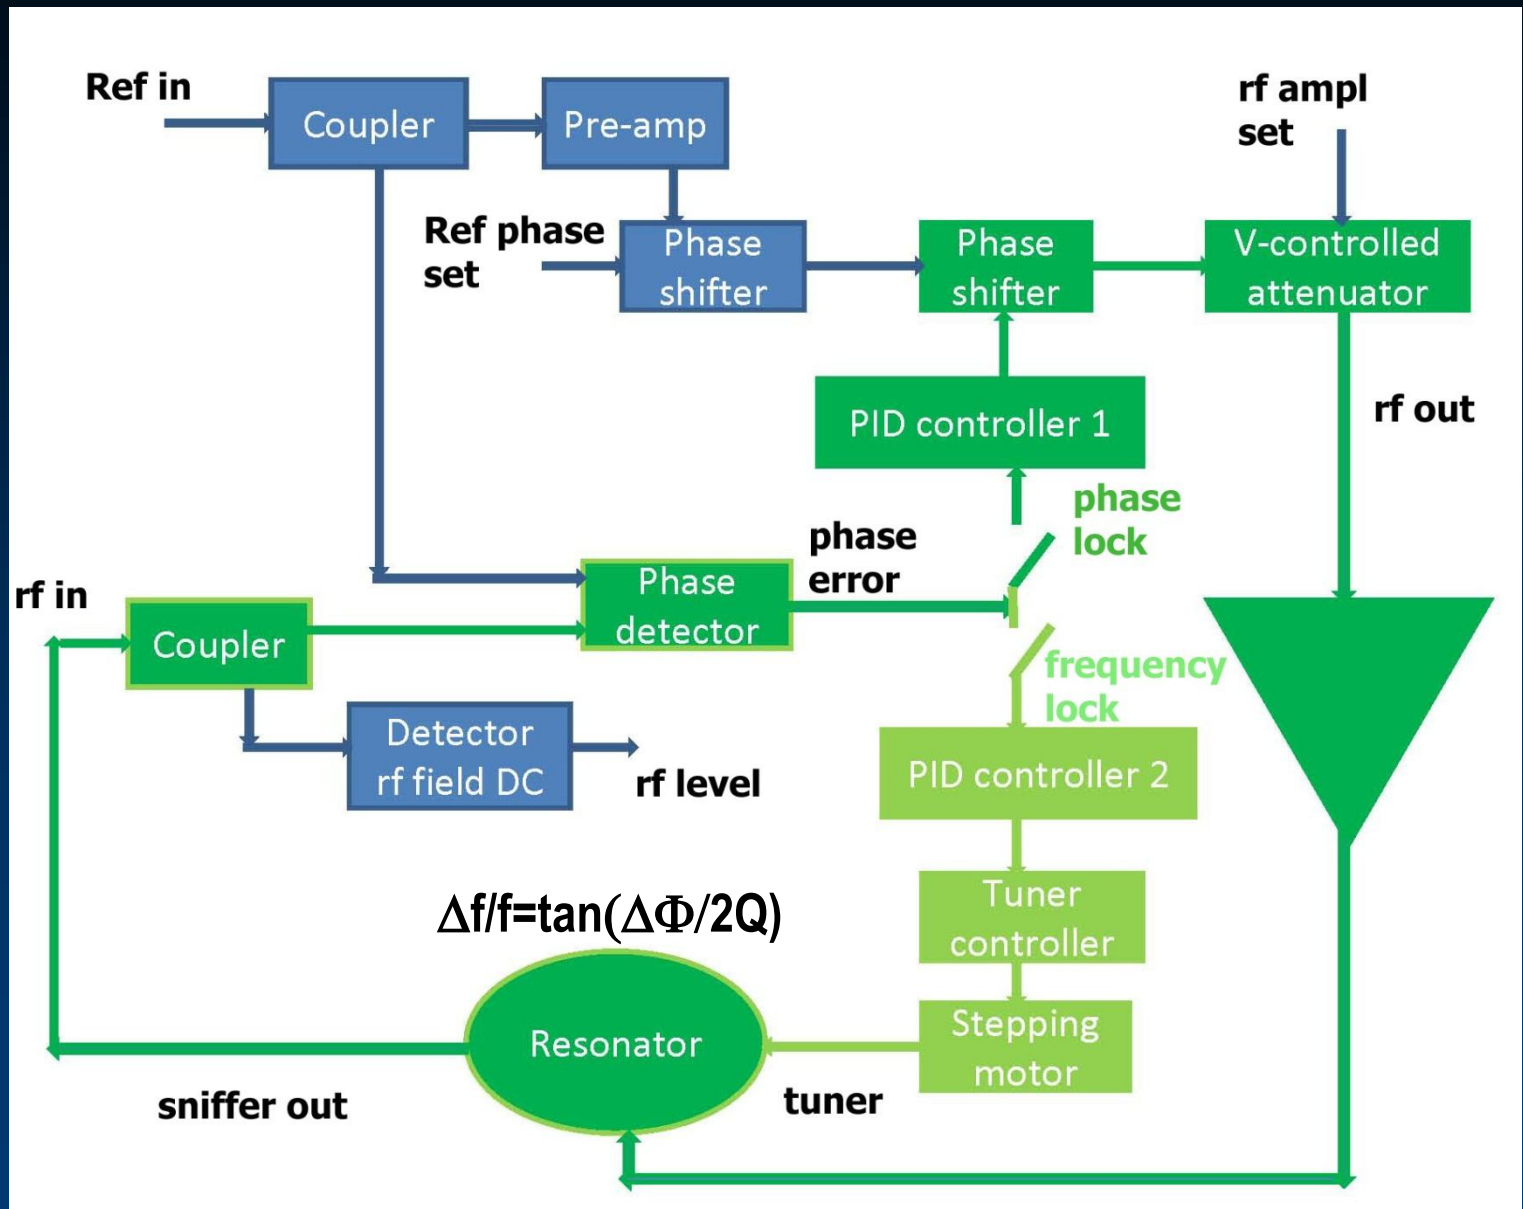 Ref in
Coupler
Pre-amp
rf ampl
set
Ref phase
set
Phase
shifter
Phase
shifter
V-controlled
attenuator
PID controller 1
rf out
phase
lock
phase
error
rf in
Phase
detector
Coupler
frequency
lock
Detector
rf field DC
rf level
PID controller 2
Δf/f=tan(ΔΦ/2Q)
Tuner
controller
Resonator
Stepping
motor
tuner
sniffer out